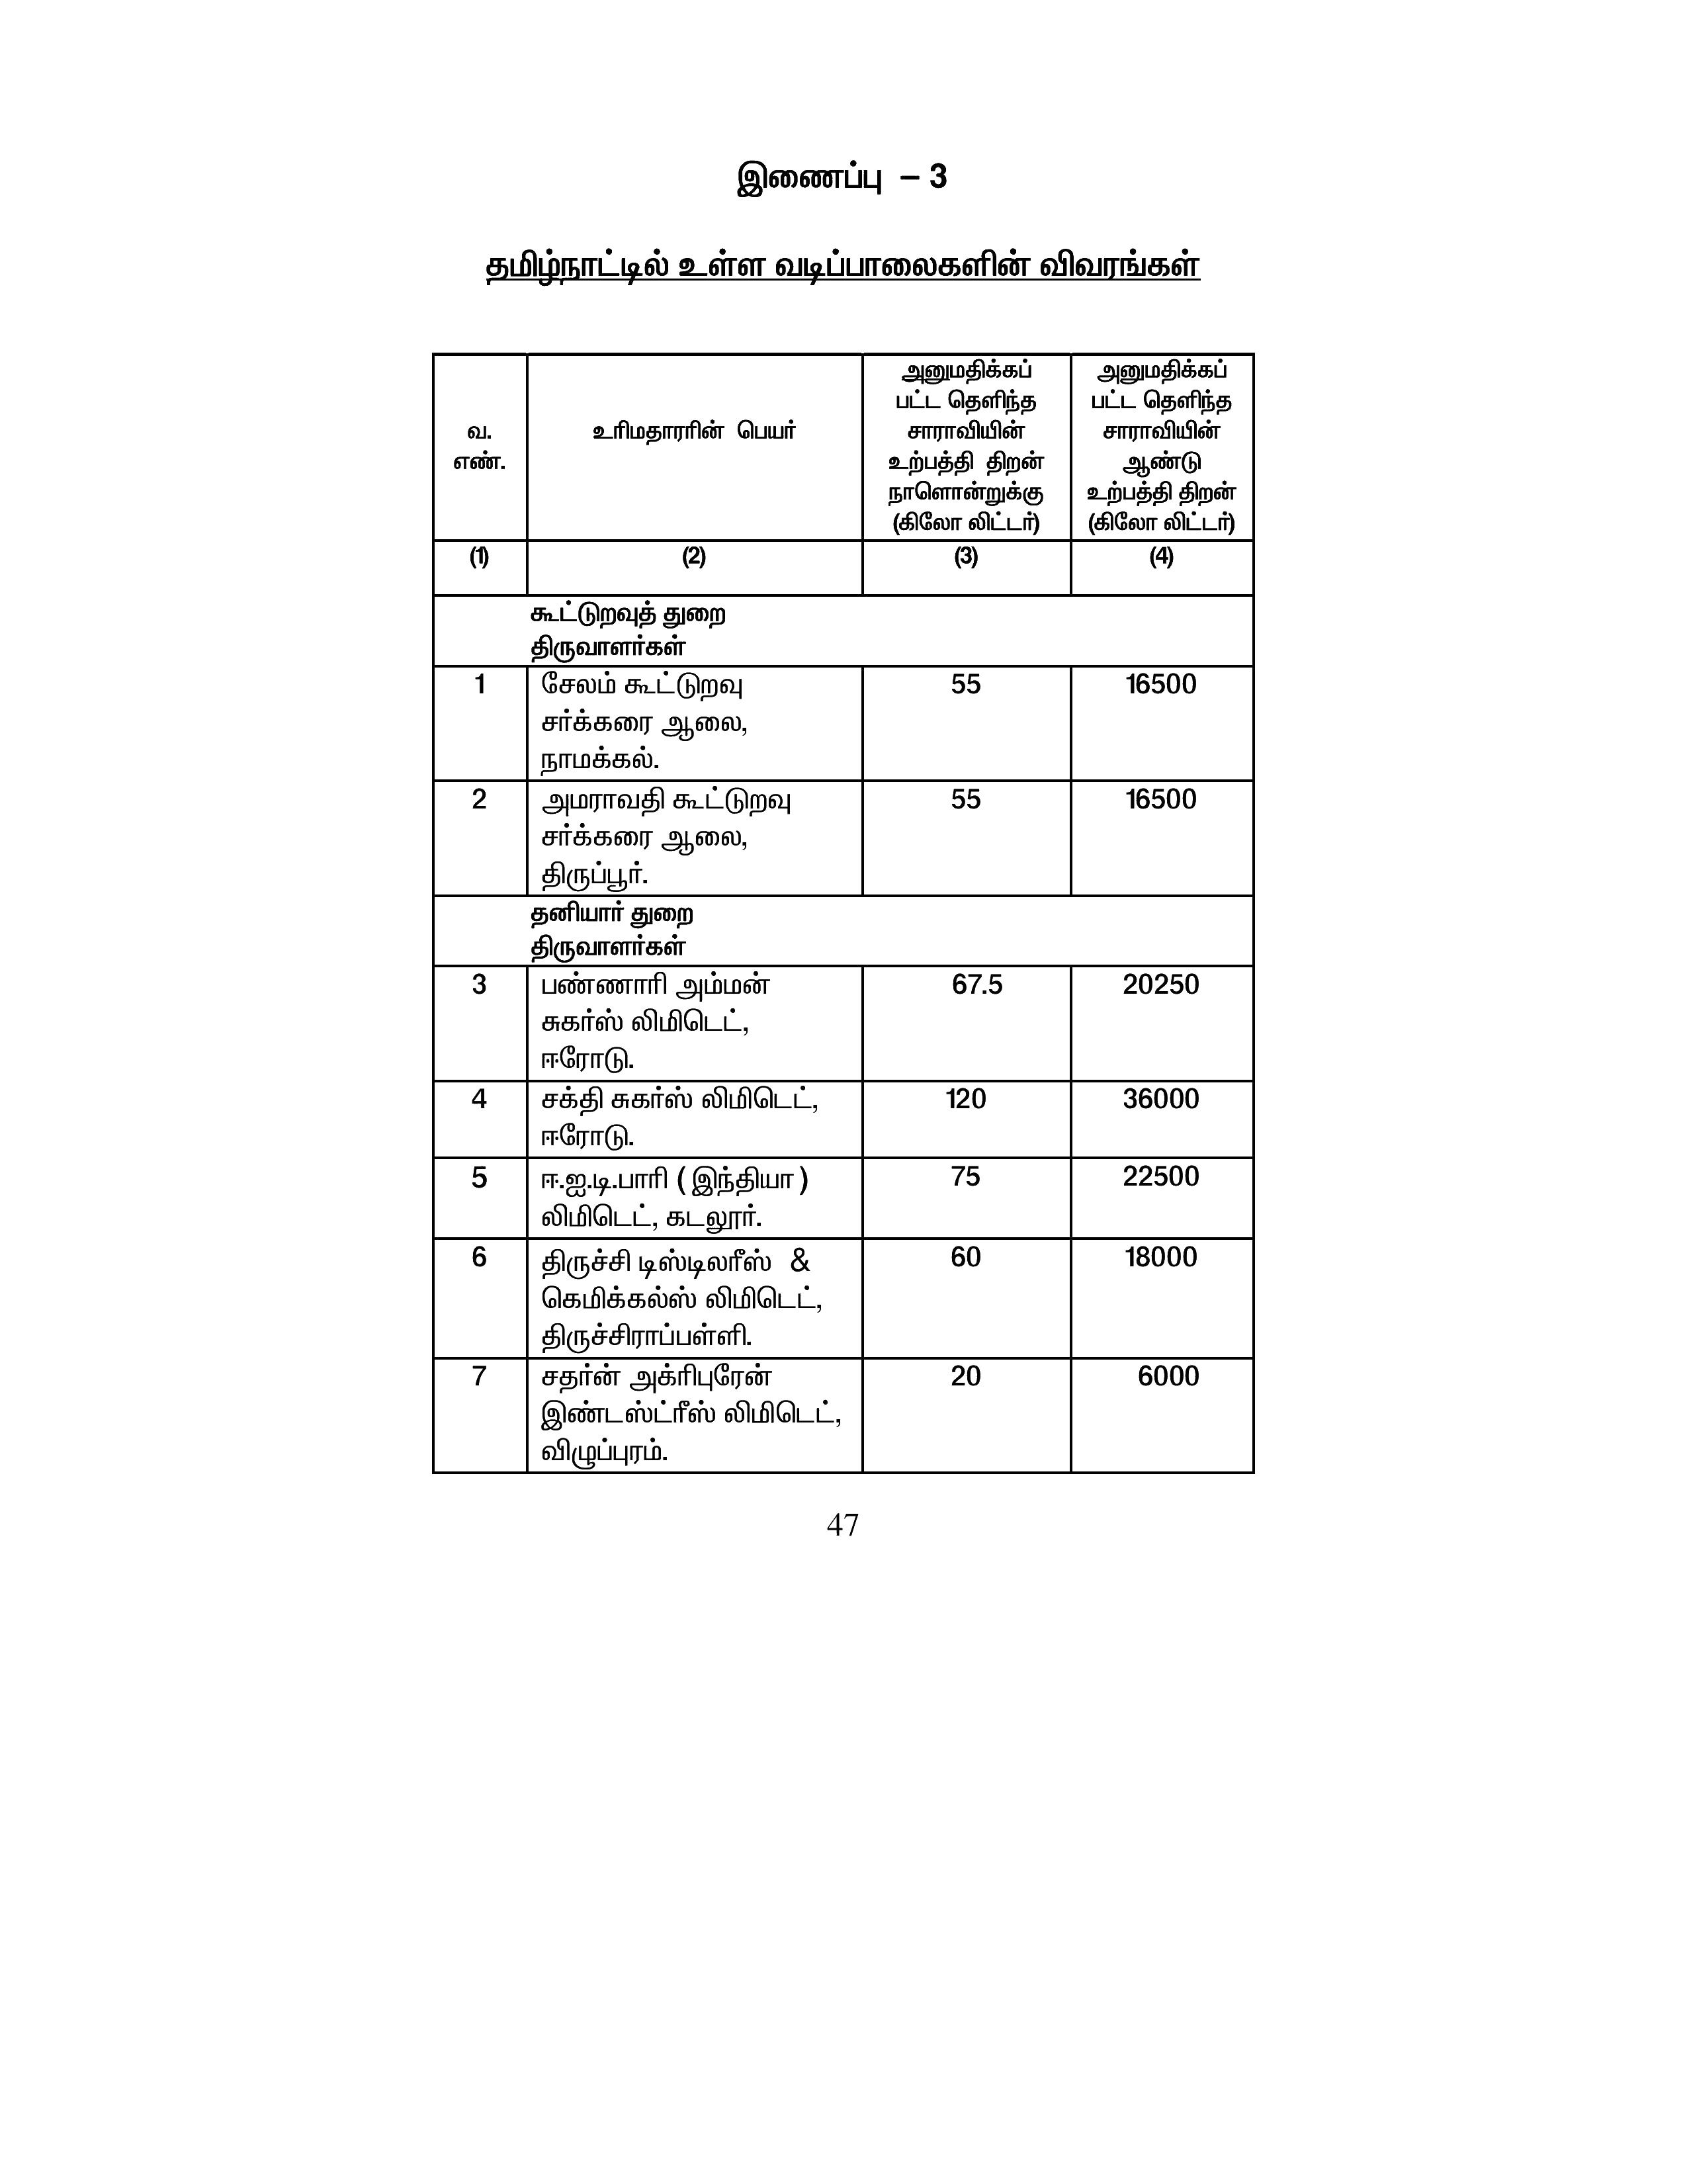 இணைப்பு – 3
தமிழ்நாட்டில் உள்ள வடிப்பாலைகளின் விவரங்கள்
வ.
எண்.
உரிமதாரரின் பெயர்
அனுமதிக்கப்
பட்ட தெளிந்த
சாராவியின்
உற்பத்தி திறன்
நாளொன்றுக்கு
(கிலோ லிட்டர்)
அனுமதிக்கப்
பட்ட தெளிந்த
சாராவியின்
ஆண்டு
உற்பத்தி திறன்
(கிலோ லிட்டர்)
(1) (2) (3) (4)
கூட்டுறவுத் துறை
திருவாளர்கள்
1 சேலம் கூட்டுறவு 55 16500
சர்க்கரை ஆலை,
நாமக்கல்.
2 அமராவதி கூட்டுறவு 55 16500
சர்க்கரை ஆலை,
திருப்பூர்.
தனியார் துறை
திருவாளர்கள்
3 பண்ணாரி அம்மன் 67.5 20250
சுகர்ஸ் லிமிடெட்,
ஈரோடு.
4 சக்தி சுகர்ஸ் லிமிடெட், 120 36000
ஈரோடு.
5 ஈ.ஐ.டி.பாரி (இந்தியா) 75 22500
லிமிடெட், கடலூர்.
6 திருச்சி டிஸ்டிலரீஸ் & 60 18000
கெமிக்கல்ஸ் லிமிடெட்,
திருச்சிராப்பள்ளி.
7 சதர்ன் அக்ரிபுரேன் 20 6000
இண்டஸ்ட்ரீஸ் லிமிடெட்,
விழுப்புரம்.
47